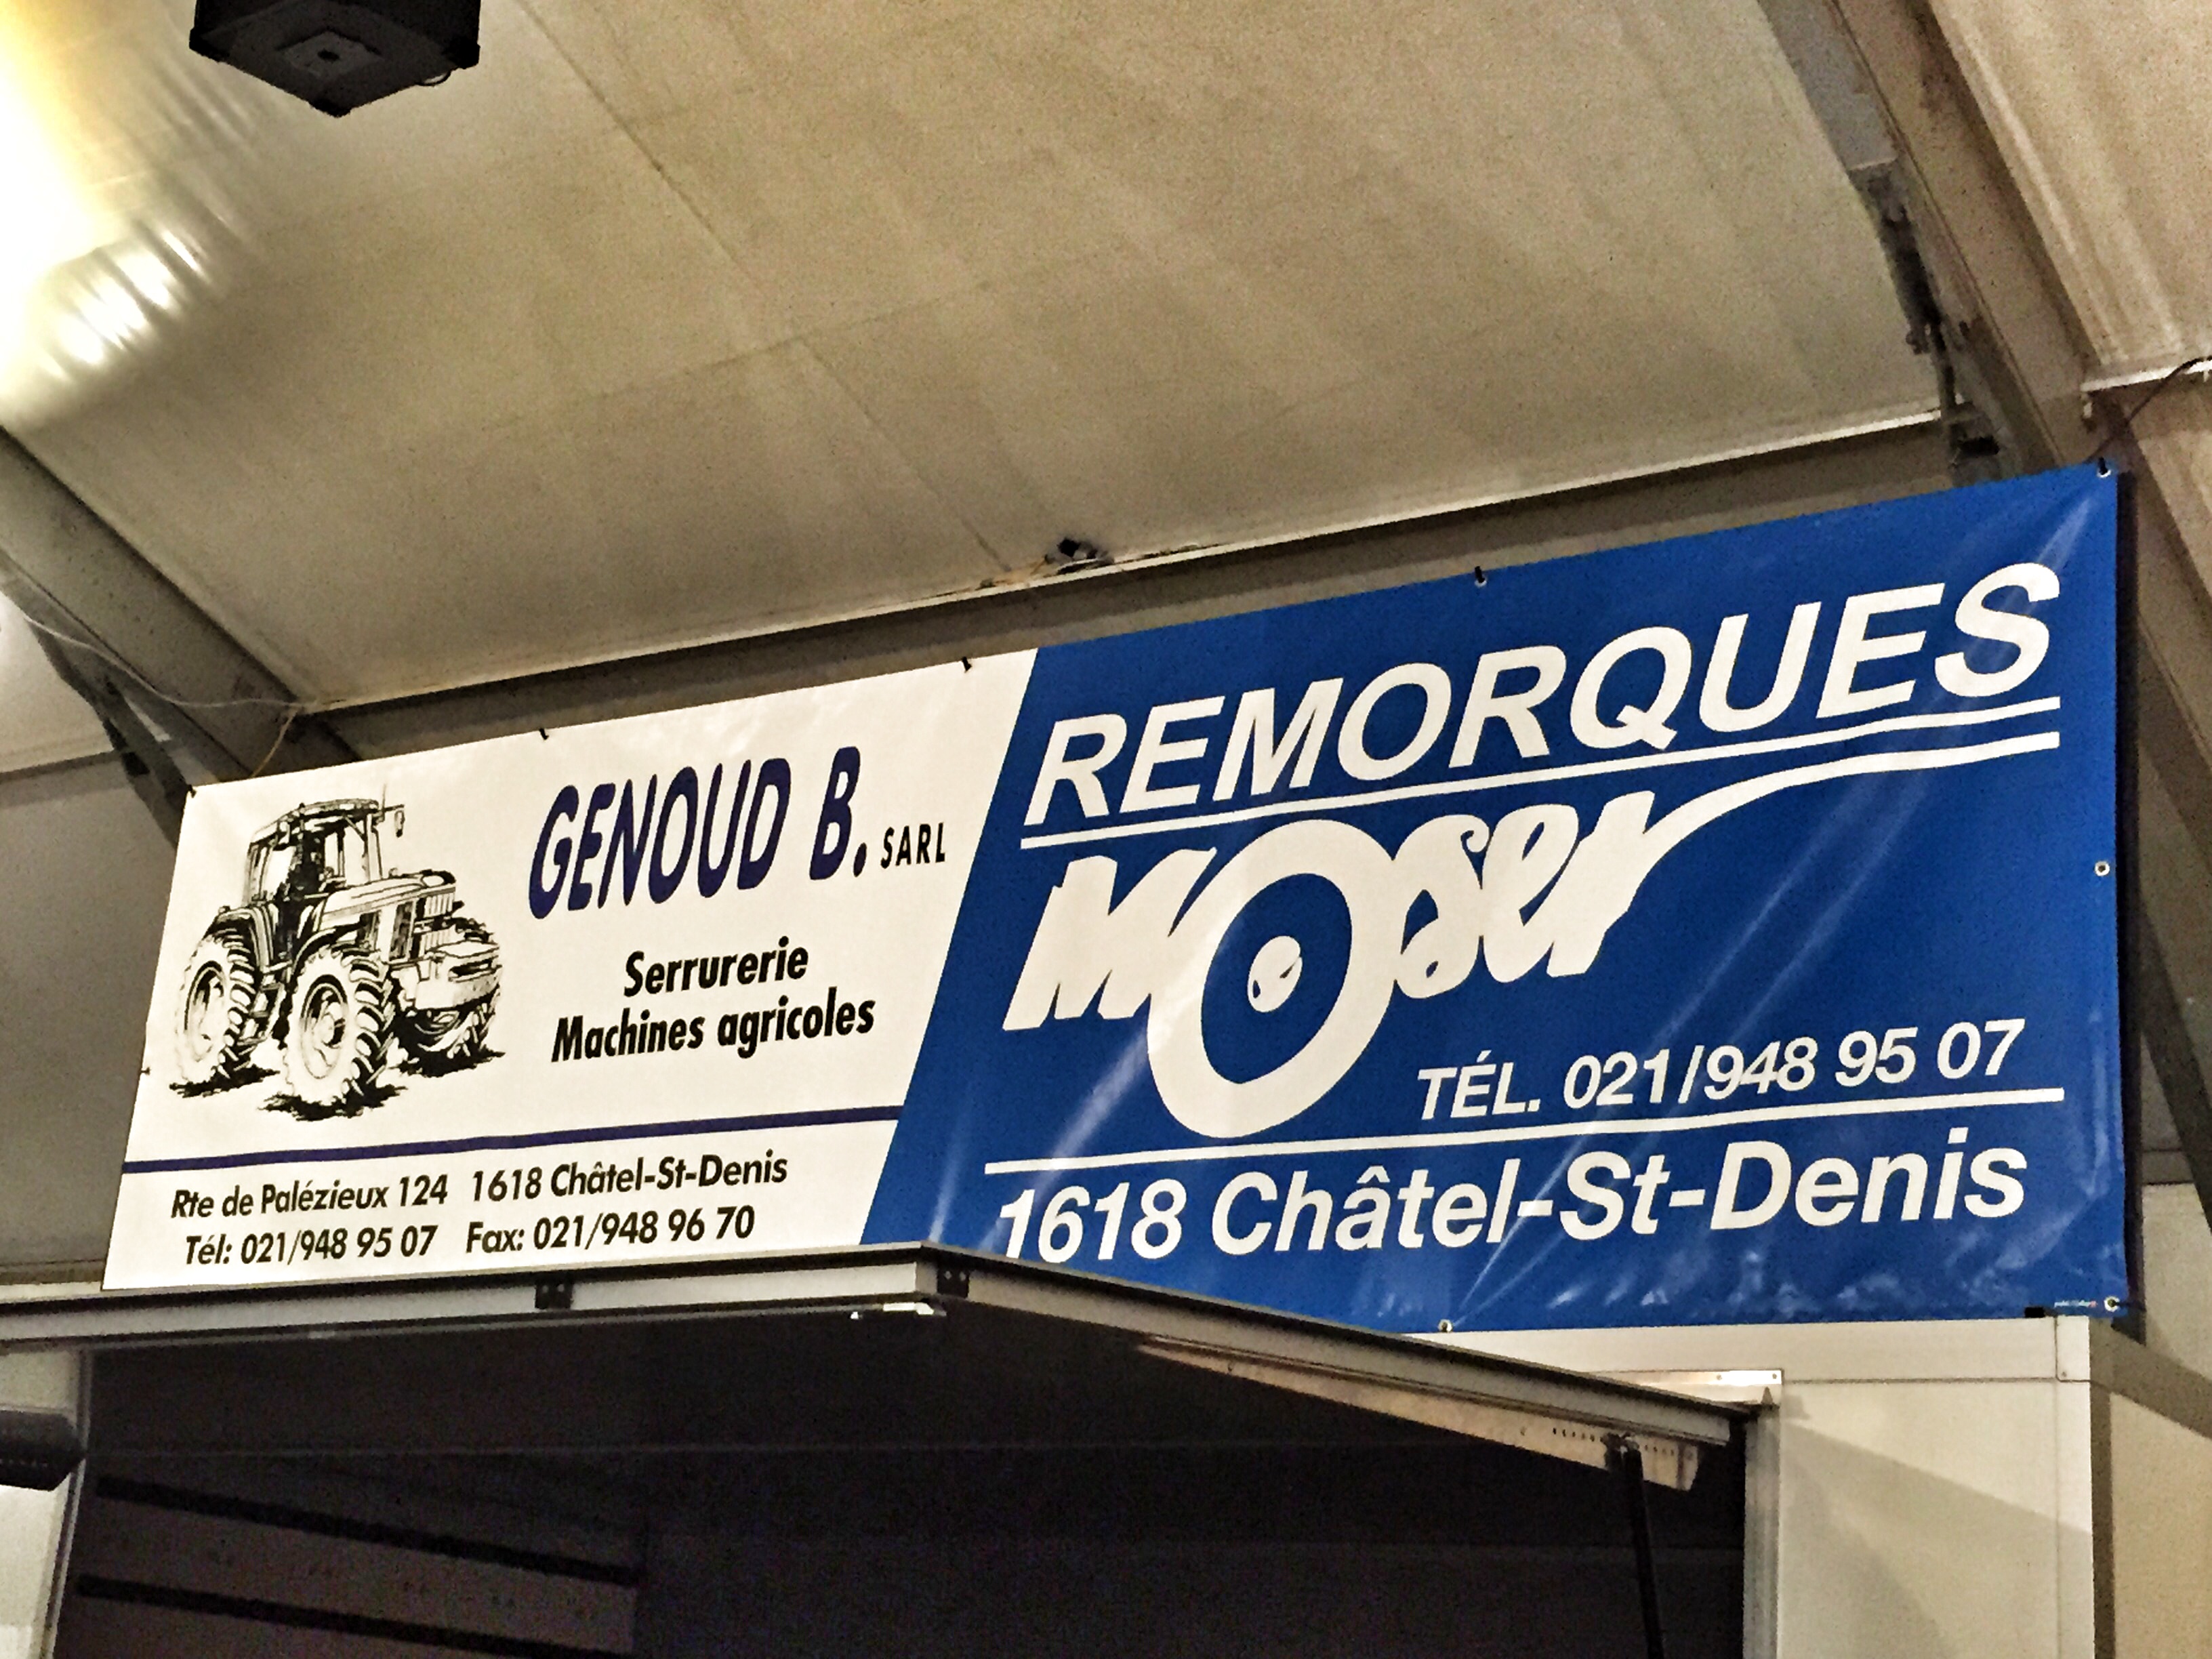 GENOUD B. SARL
Serrurerie
Machines agricoles
Rte de Palézieux 124 1618 Châtel-St-Denis
Tél: 021/948 95 07 Fax: 021/948 96 70
REMORQUES
moser
TÉL. 021/948 95 07
1618 Châtel-St-Denis